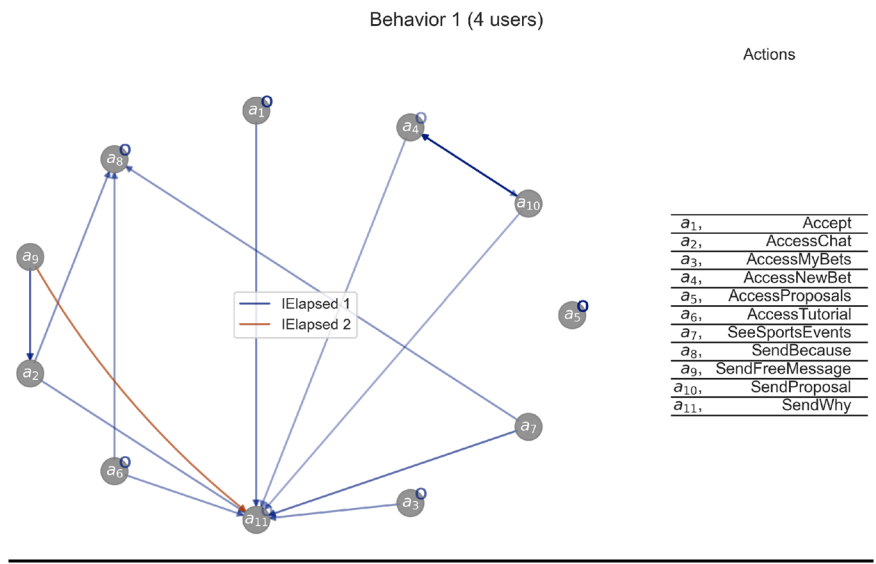 Behavior 1 (4 users)
Actions
a1
a4
a8
a10
a9
IElapsed 1
IElapsed 2
a5
a2
a7
a6
a3
a11
a1, Accept
a2, AccessChat
a3, AccessMyBets
a4, AccessNewBet
a5, AccessProposals
a6, AccessTutorial
a7, SeeSportsEvents
a8, SendBecause
a9, SendFreeMessage
a10, SendProposal
a11, SendWhy